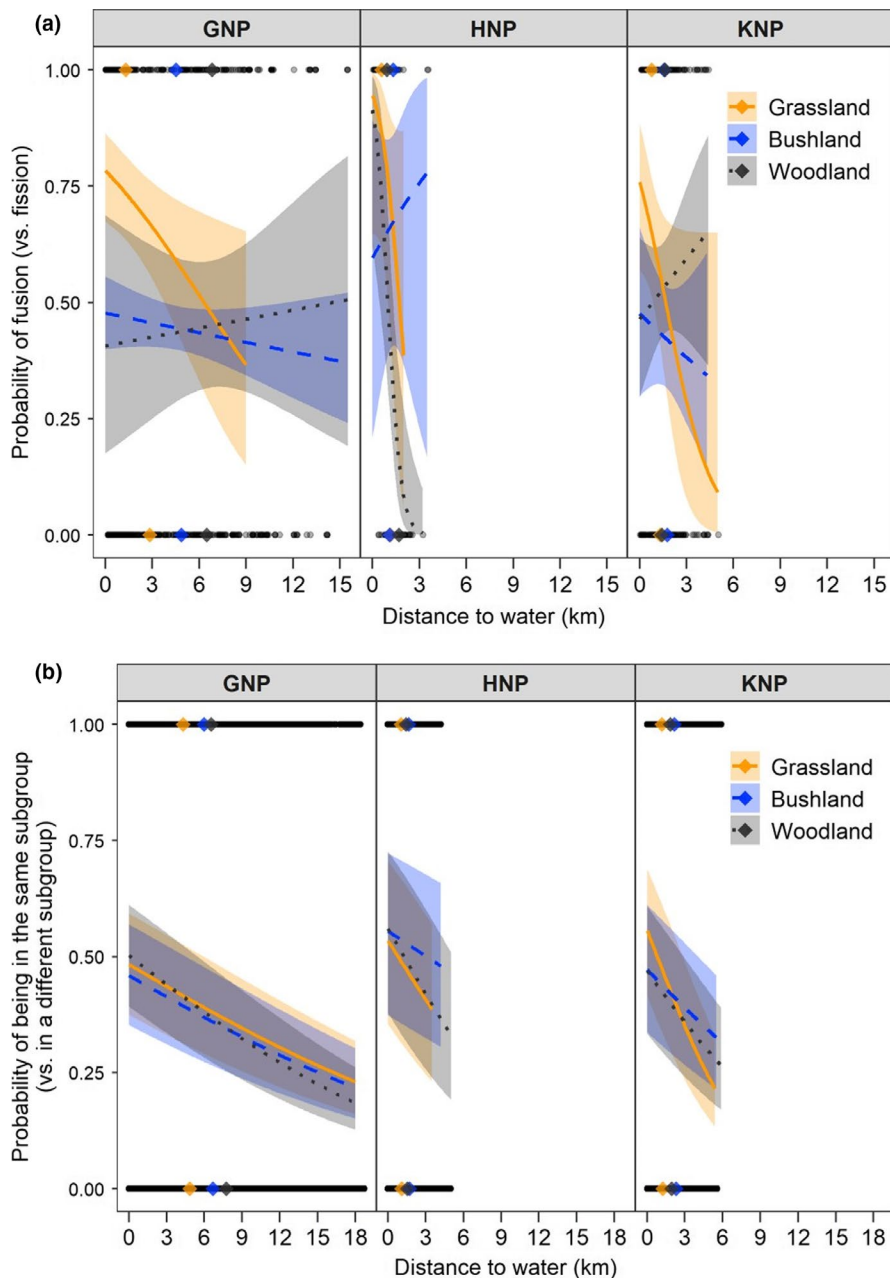 (a)
GNP HNP KNP
Probability of fusion (vs. fission)
1.00
0.75
0.50
0.25
0.00
Grassland
Bushland
Woodland
0 3 6 9 12 15 0 3 6 9 12 15 0 3 6 9 12 15
Distance to water (km)
(b)
GNP HNP KNP
Probability of being in the same subgroup
(vs. in a different subgroup)
1.00
0.75
0.50
0.25
0.00
Grassland
Bushland
Woodland
0 3 6 9 12 15 18 0 3 6 9 12 15 18 0 3 6 9 12 15 18
Distance to water (km)